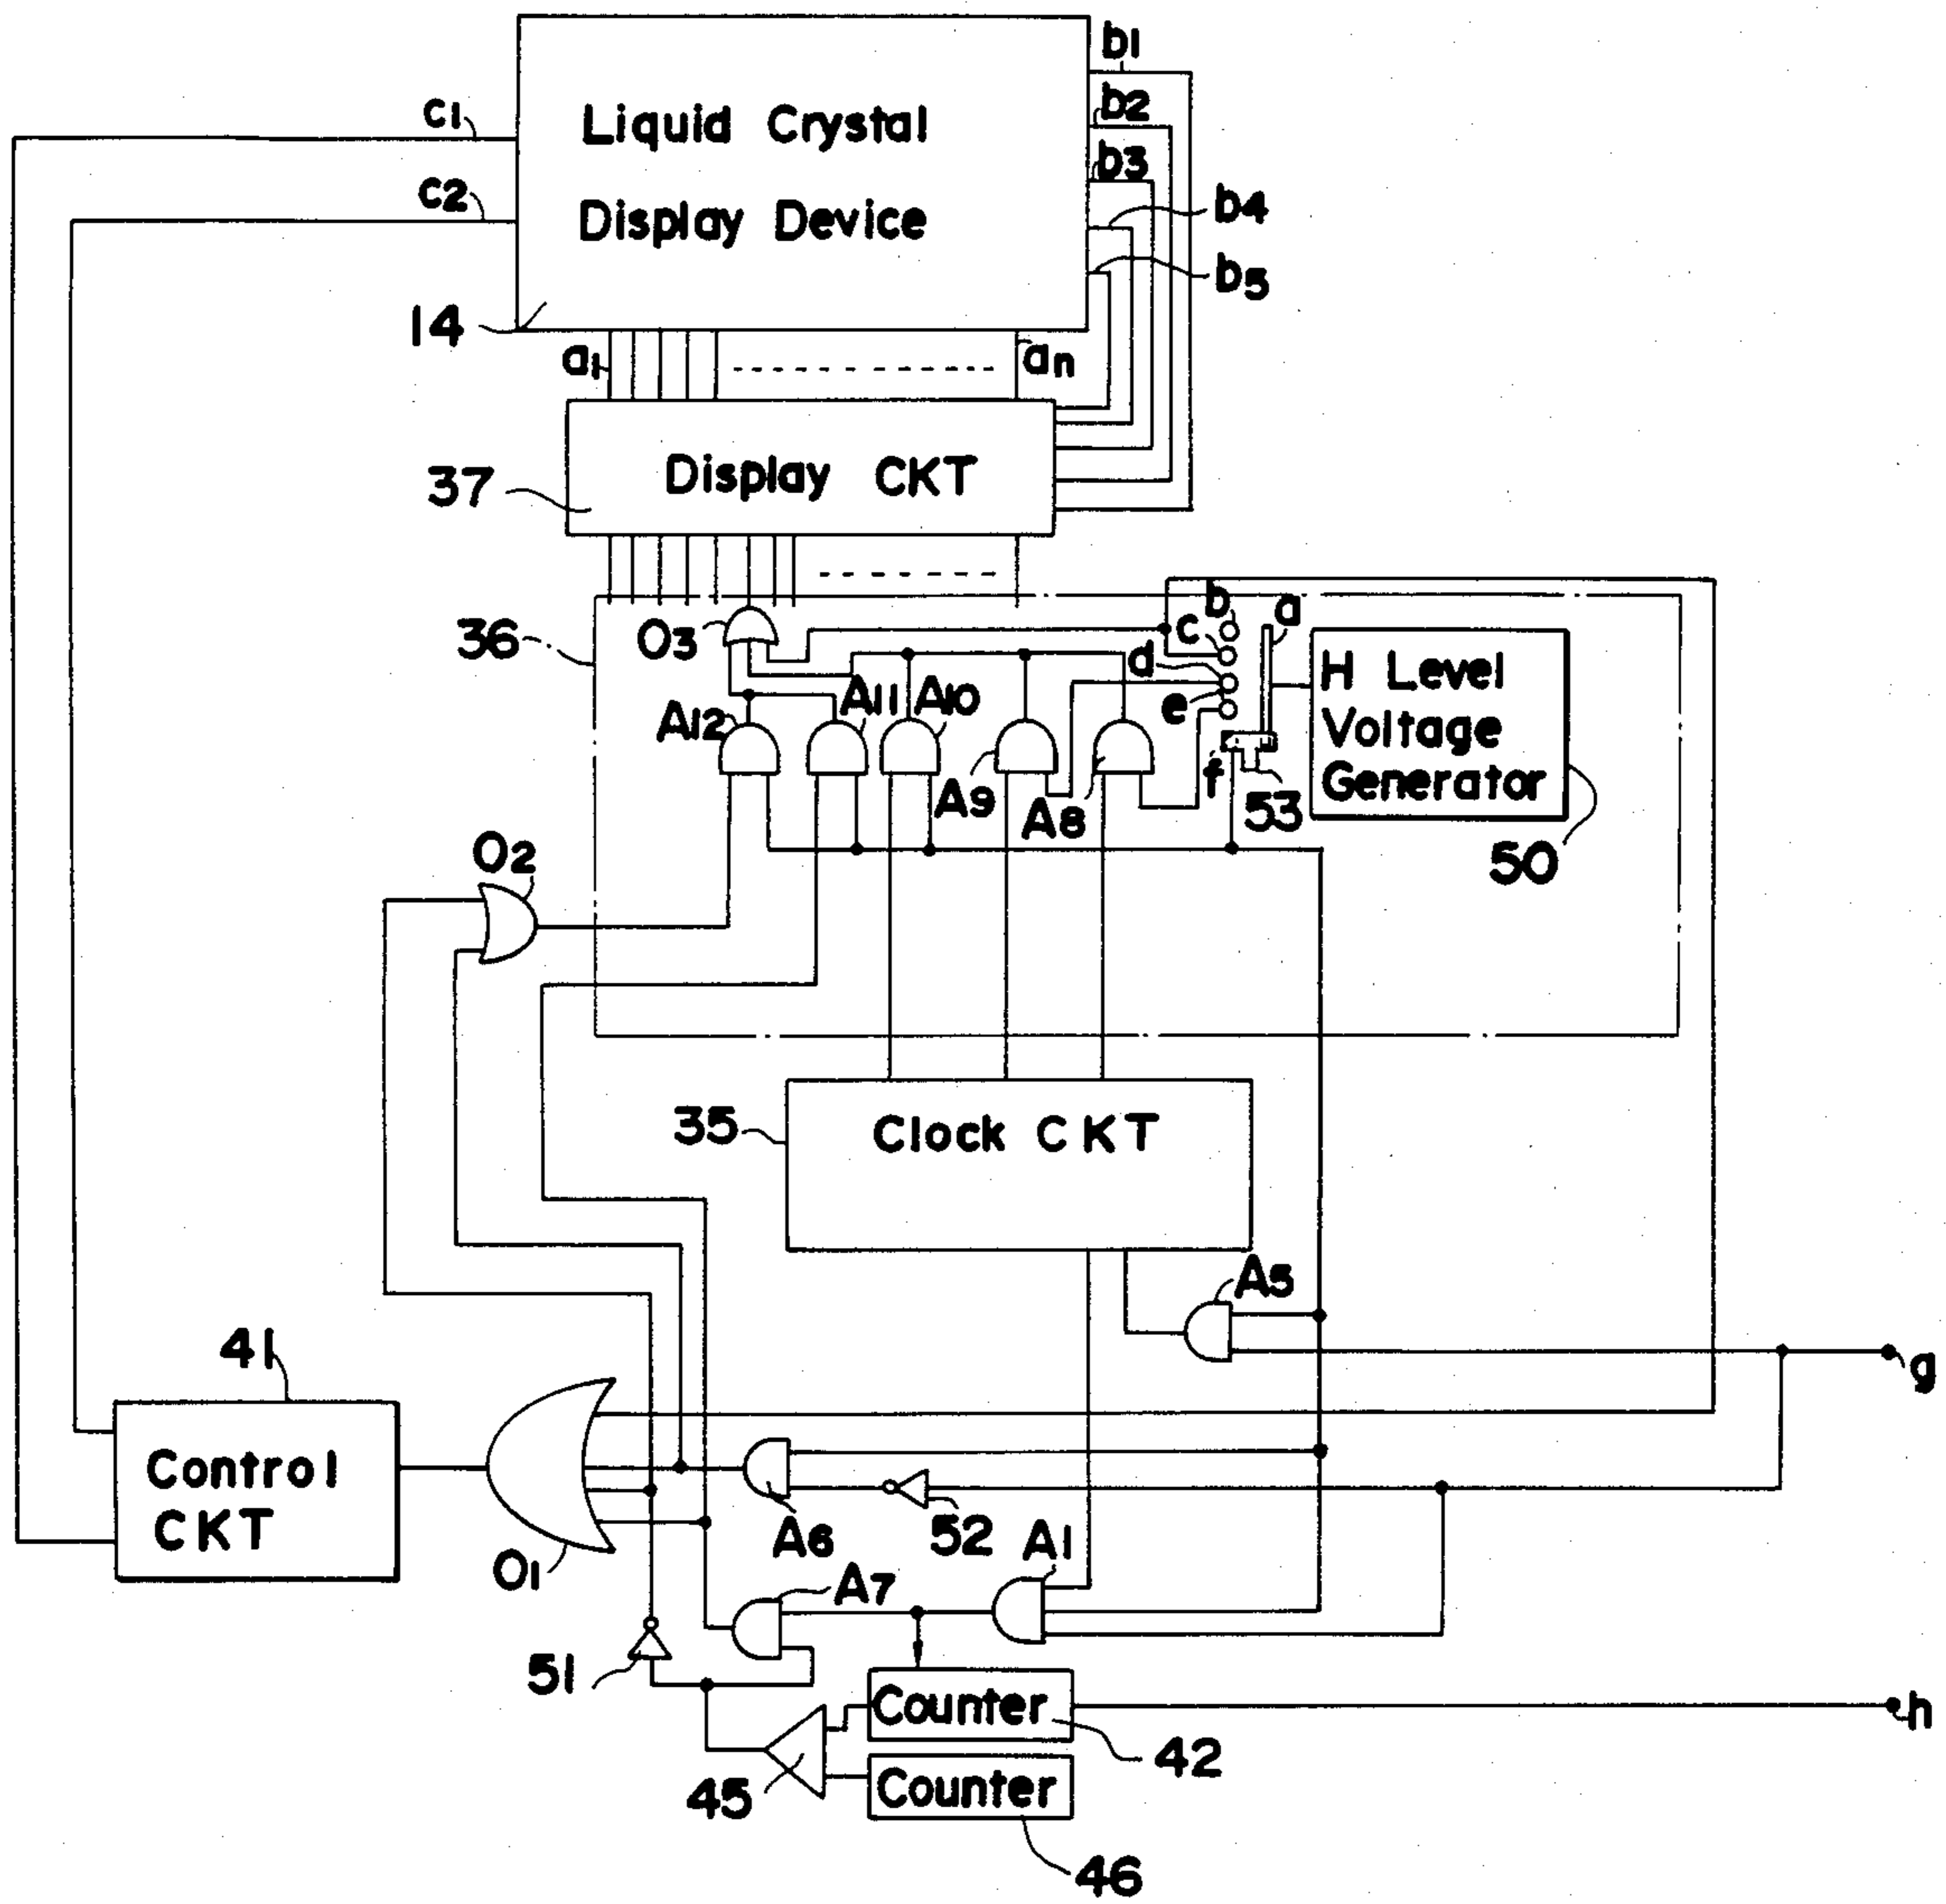 b1
c1
Liquid Crystal
b2
b3
c2
Display Device
b4
b5
14
a1
an
Display CKT
37
b
a
36
O3
c
d
H Level
A12
A11
A10
e
Voltage
f
Generator
A9
A8
53
O2
50
35
Clock CKT
A5
41
g
Control
CKT
A6
52
A1
O1
A7
51
Counter
h
42
45
Counter
46